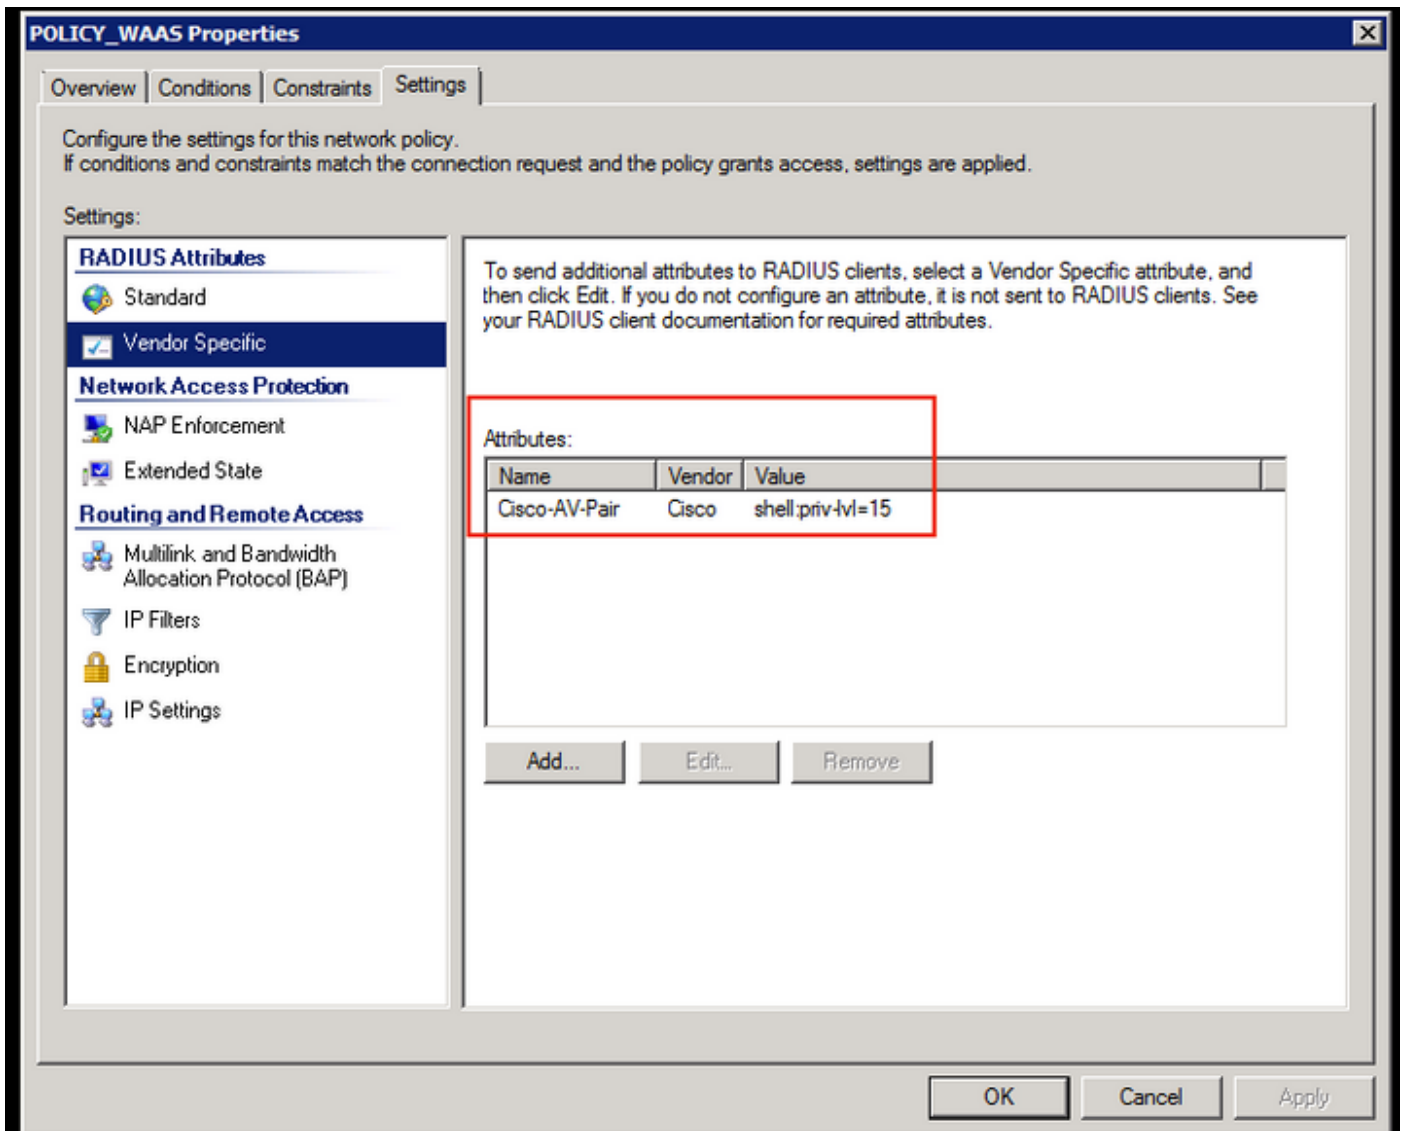 POLICY_WAAS Properties
Overview
Conditions
Constraints
Settings
Configure the settings for this network policy.
If conditions and constraints match the connection request and the policy grants access, settings are applied.
Settings:
RADIUS Attributes
Standard
Vendor Specific
Network Access Protection
NAP Enforcement
Extended State
Routing and Remote Access
Multilink and Bandwidth
Allocation Protocol (BAP)
IP Filters
Encryption
IP Settings
To send additional attributes to RADIUS clients, select a Vendor Specific attribute, and
then click Edit. If you do not configure an attribute, it is not sent to RADIUS clients. See
your RADIUS client documentation for required attributes.
Attributes:
Name Vendor Value
Cisco-AV-Pair Cisco shell:priv-lvl=15
Add... Edit... Remove
OK Cancel Apply